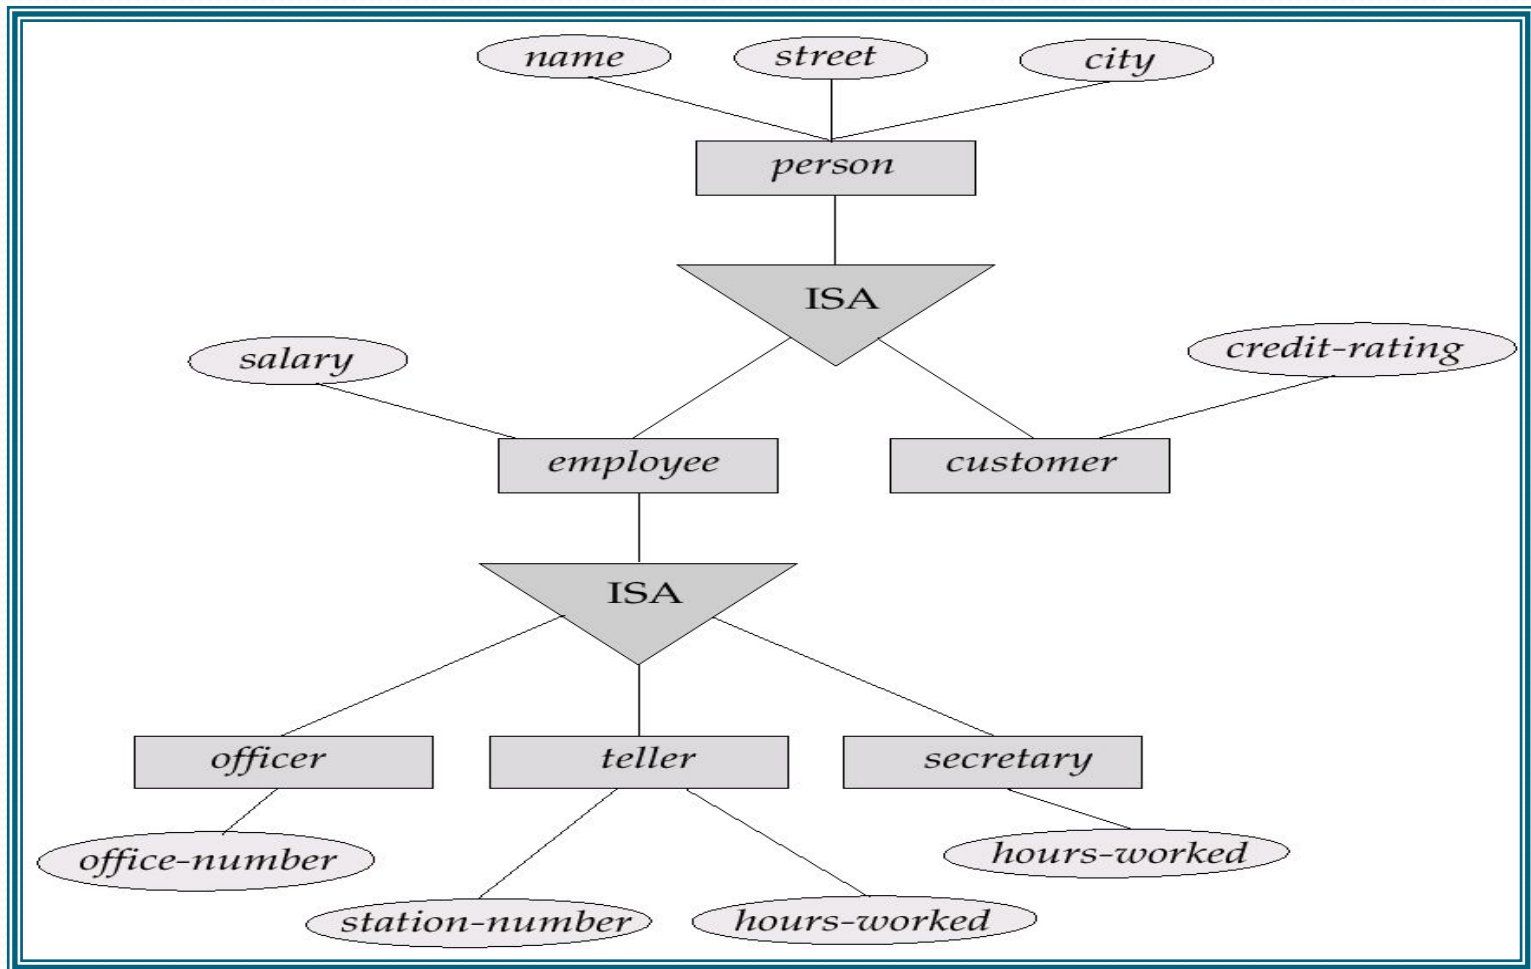 name
street
city
person
ISA
salary
credit-rating
employee
customer
ISA
officer
teller
secretary
office-number
hours-worked
station-number
hours-worked